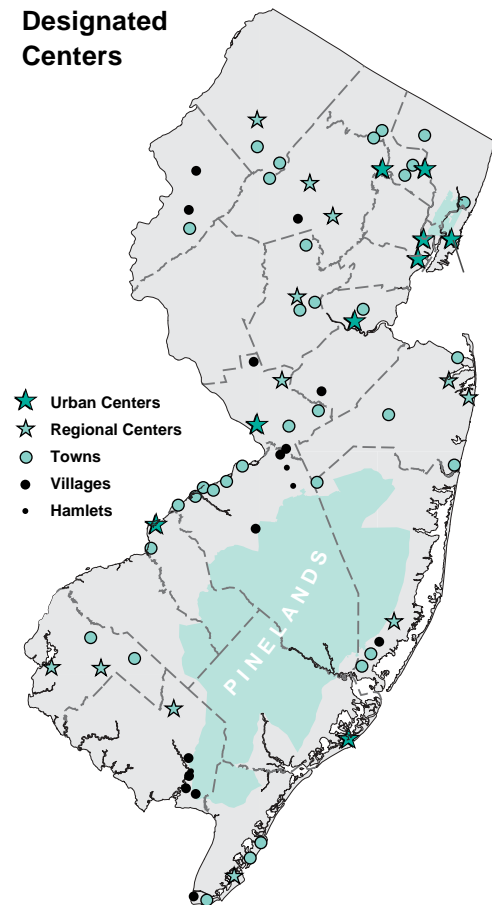 Designated
Centers
Urban Centers
Regional Centers
Towns
Villages
Hamlets
PINELANDS